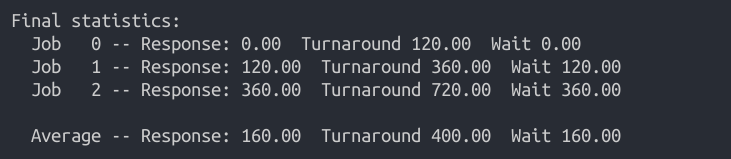 Final statistics:
  Job   0 -- Response: 0.00  Turnaround 120.00  Wait 0.00
  Job   1 -- Response: 120.00  Turnaround 360.00  Wait 120.00
  Job   2 -- Response: 360.00  Turnaround 720.00  Wait 360.00

  Average -- Response: 160.00  Turnaround 400.00  Wait 160.00